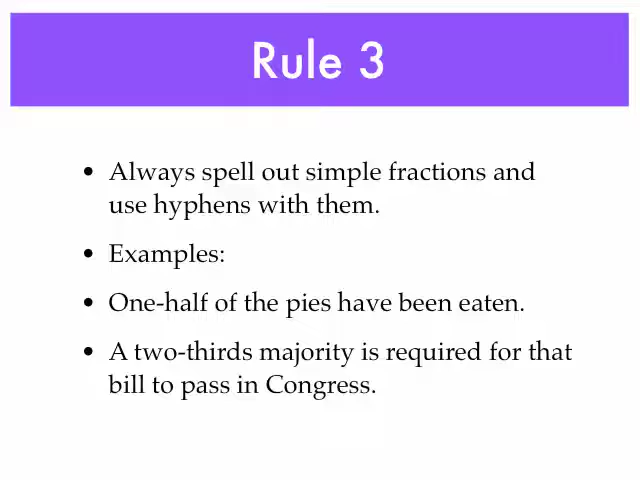 Rule 3
• Always spell out simple fractions and
use hyphens with them.
• Examples:
• One-half of the pies have been eaten.
• A two-thirds majority is required for that
bill to pass in Congress.